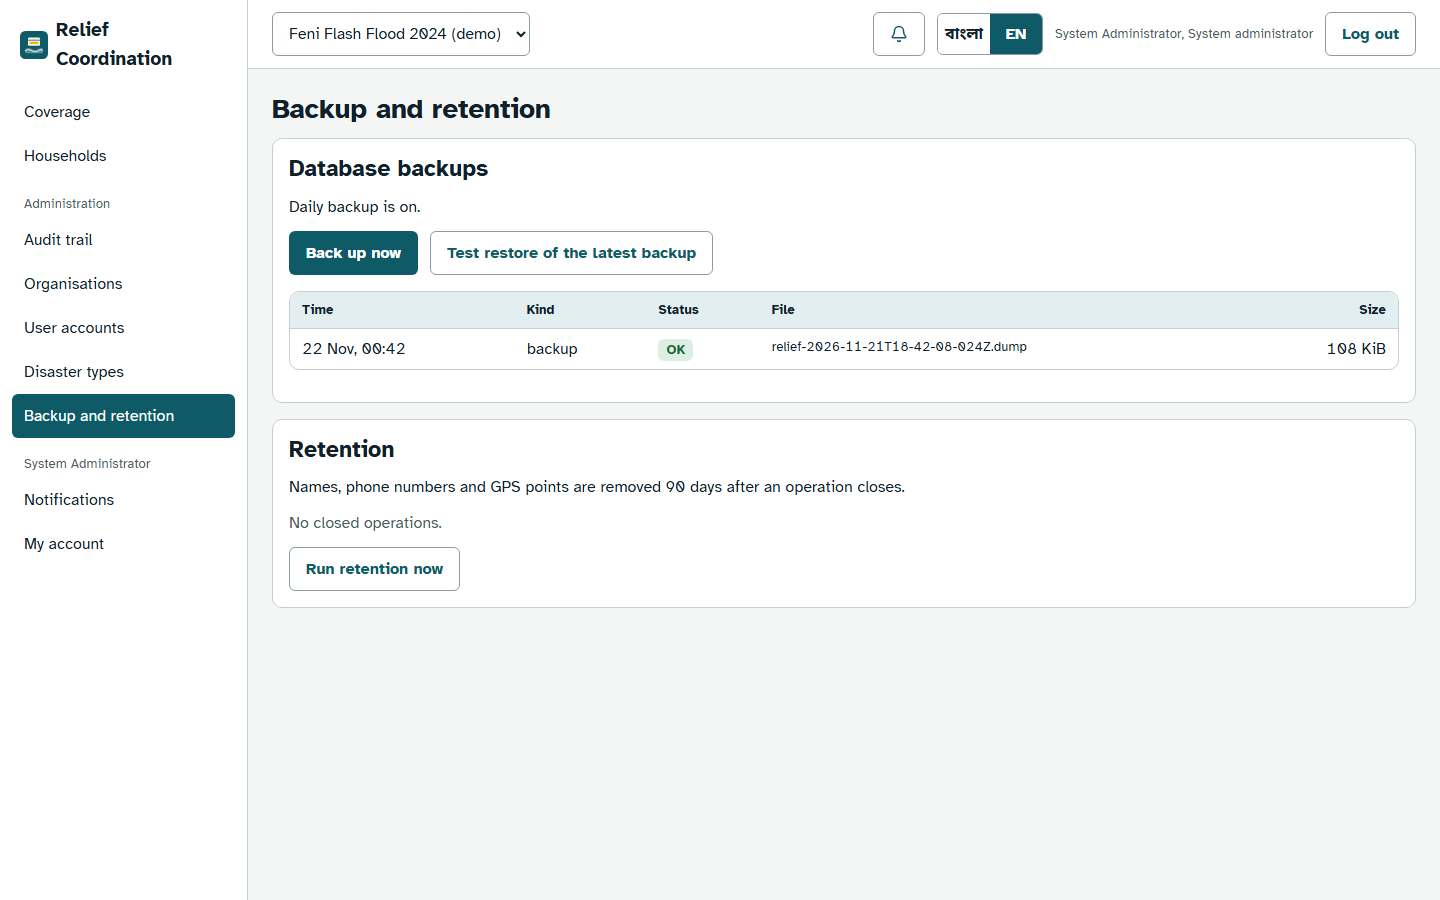 Relief
Coordination
Feni Flash Flood 2024 (demo)
বাংলা
EN
System Administrator, System administrator
Log out
Coverage
Households
Administration
Audit trail
Organisations
User accounts
Disaster types
Backup and retention
System Administrator
Notifications
My account
Backup and retention
Database backups
Daily backup is on.
Back up now
Test restore of the latest backup
Time Kind Status File Size
22 Nov, 00:42 backup OK relief-2026-11-21T18-42-08-024Z.dump 108 KiB
Retention
Names, phone numbers and GPS points are removed 90 days after an operation closes.
No closed operations.
Run retention now